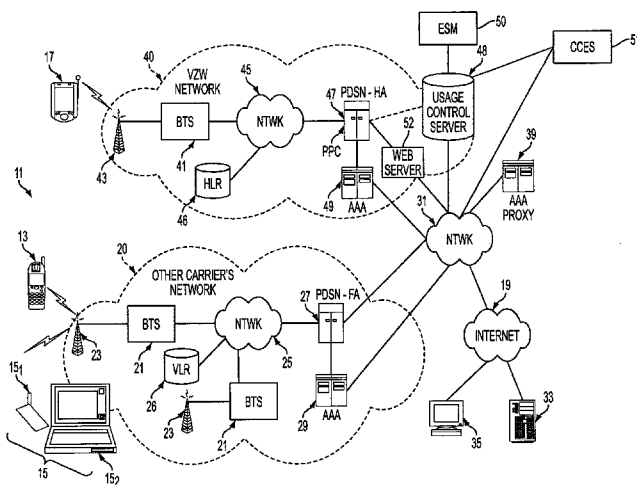 ESM
50
51
CCES
48
USAGE
CONTROL
SERVER
17
40
VZW
NETWORK
45
NTWK
47
PDSN - HA
PPC
52
WEB
SERVER
39
AAA
PROXY
BTS
41
43
HLR
46
49
AAA
31
NTWK
11
13
20
OTHER CARRIER'S
NETWORK
27
PDSN - FA
19
INTERNET
BTS
21
23
NTWK
25
VLR
26
23
BTS
21
29
AAA
35
33
15₁
15
15₂